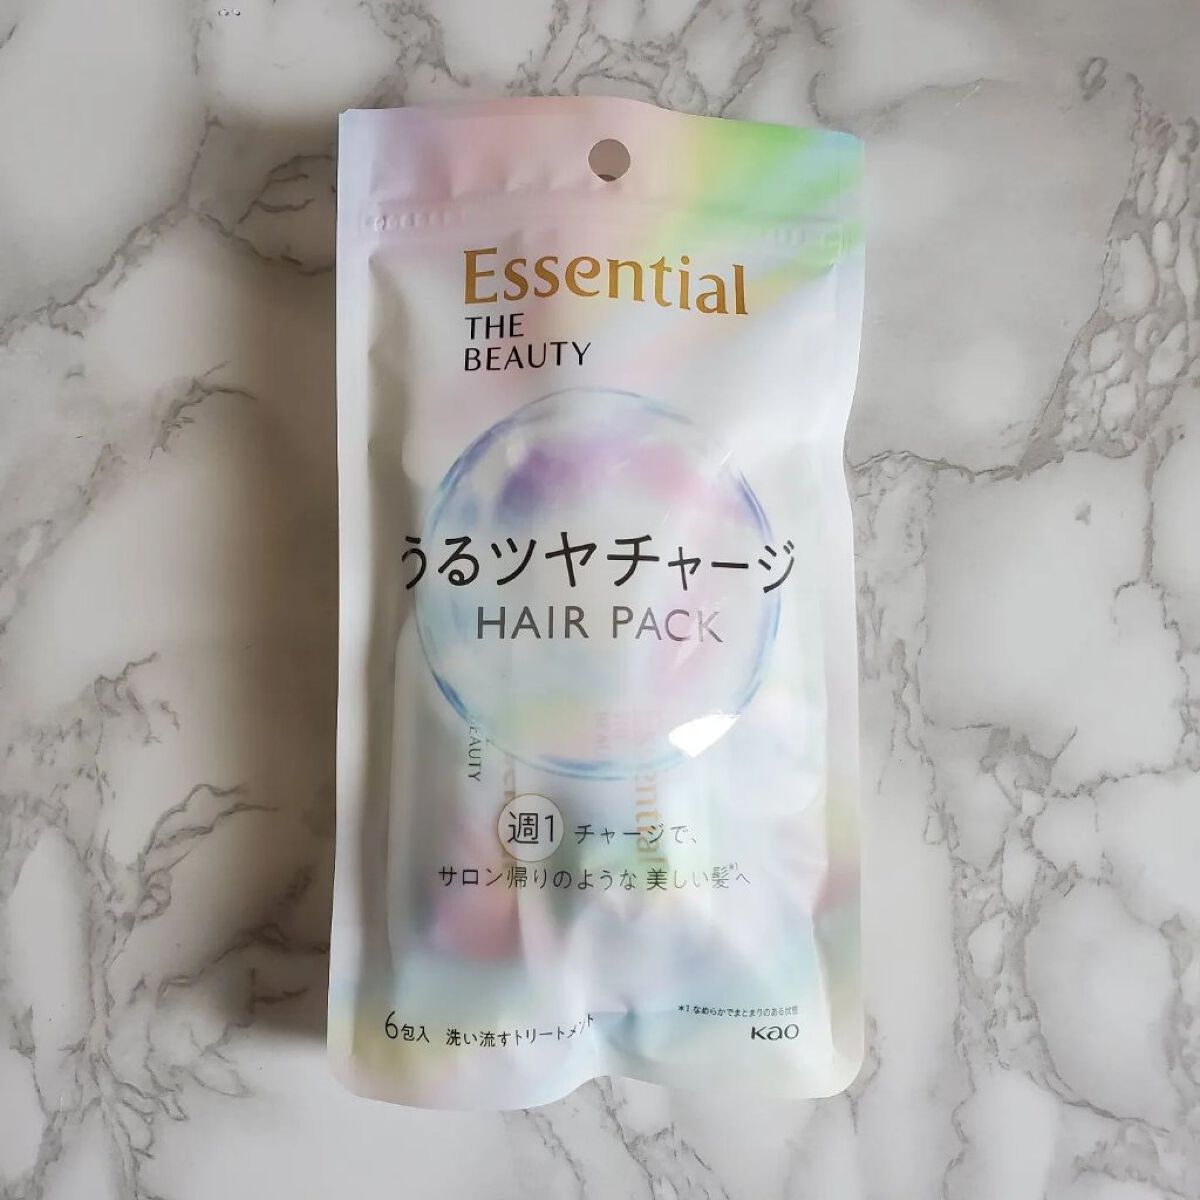 Essential
THE
BEAUTY
うるツヤチャージ
HAIR PACK
BEAUTY
ential
週1 チャージで、
サロン帰りのような 美しい髪*1へ
*1 なめらかでまとまりのある状態
6包入 洗い流すトリートメント
Kao